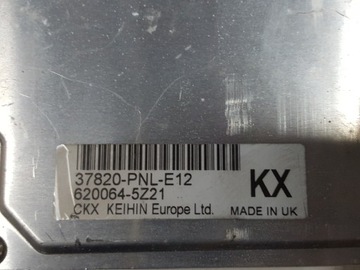 37820-PNL-E12
620064-5Z21
CKX KEIHIN Europe Ltd.
KX
MADE IN UK